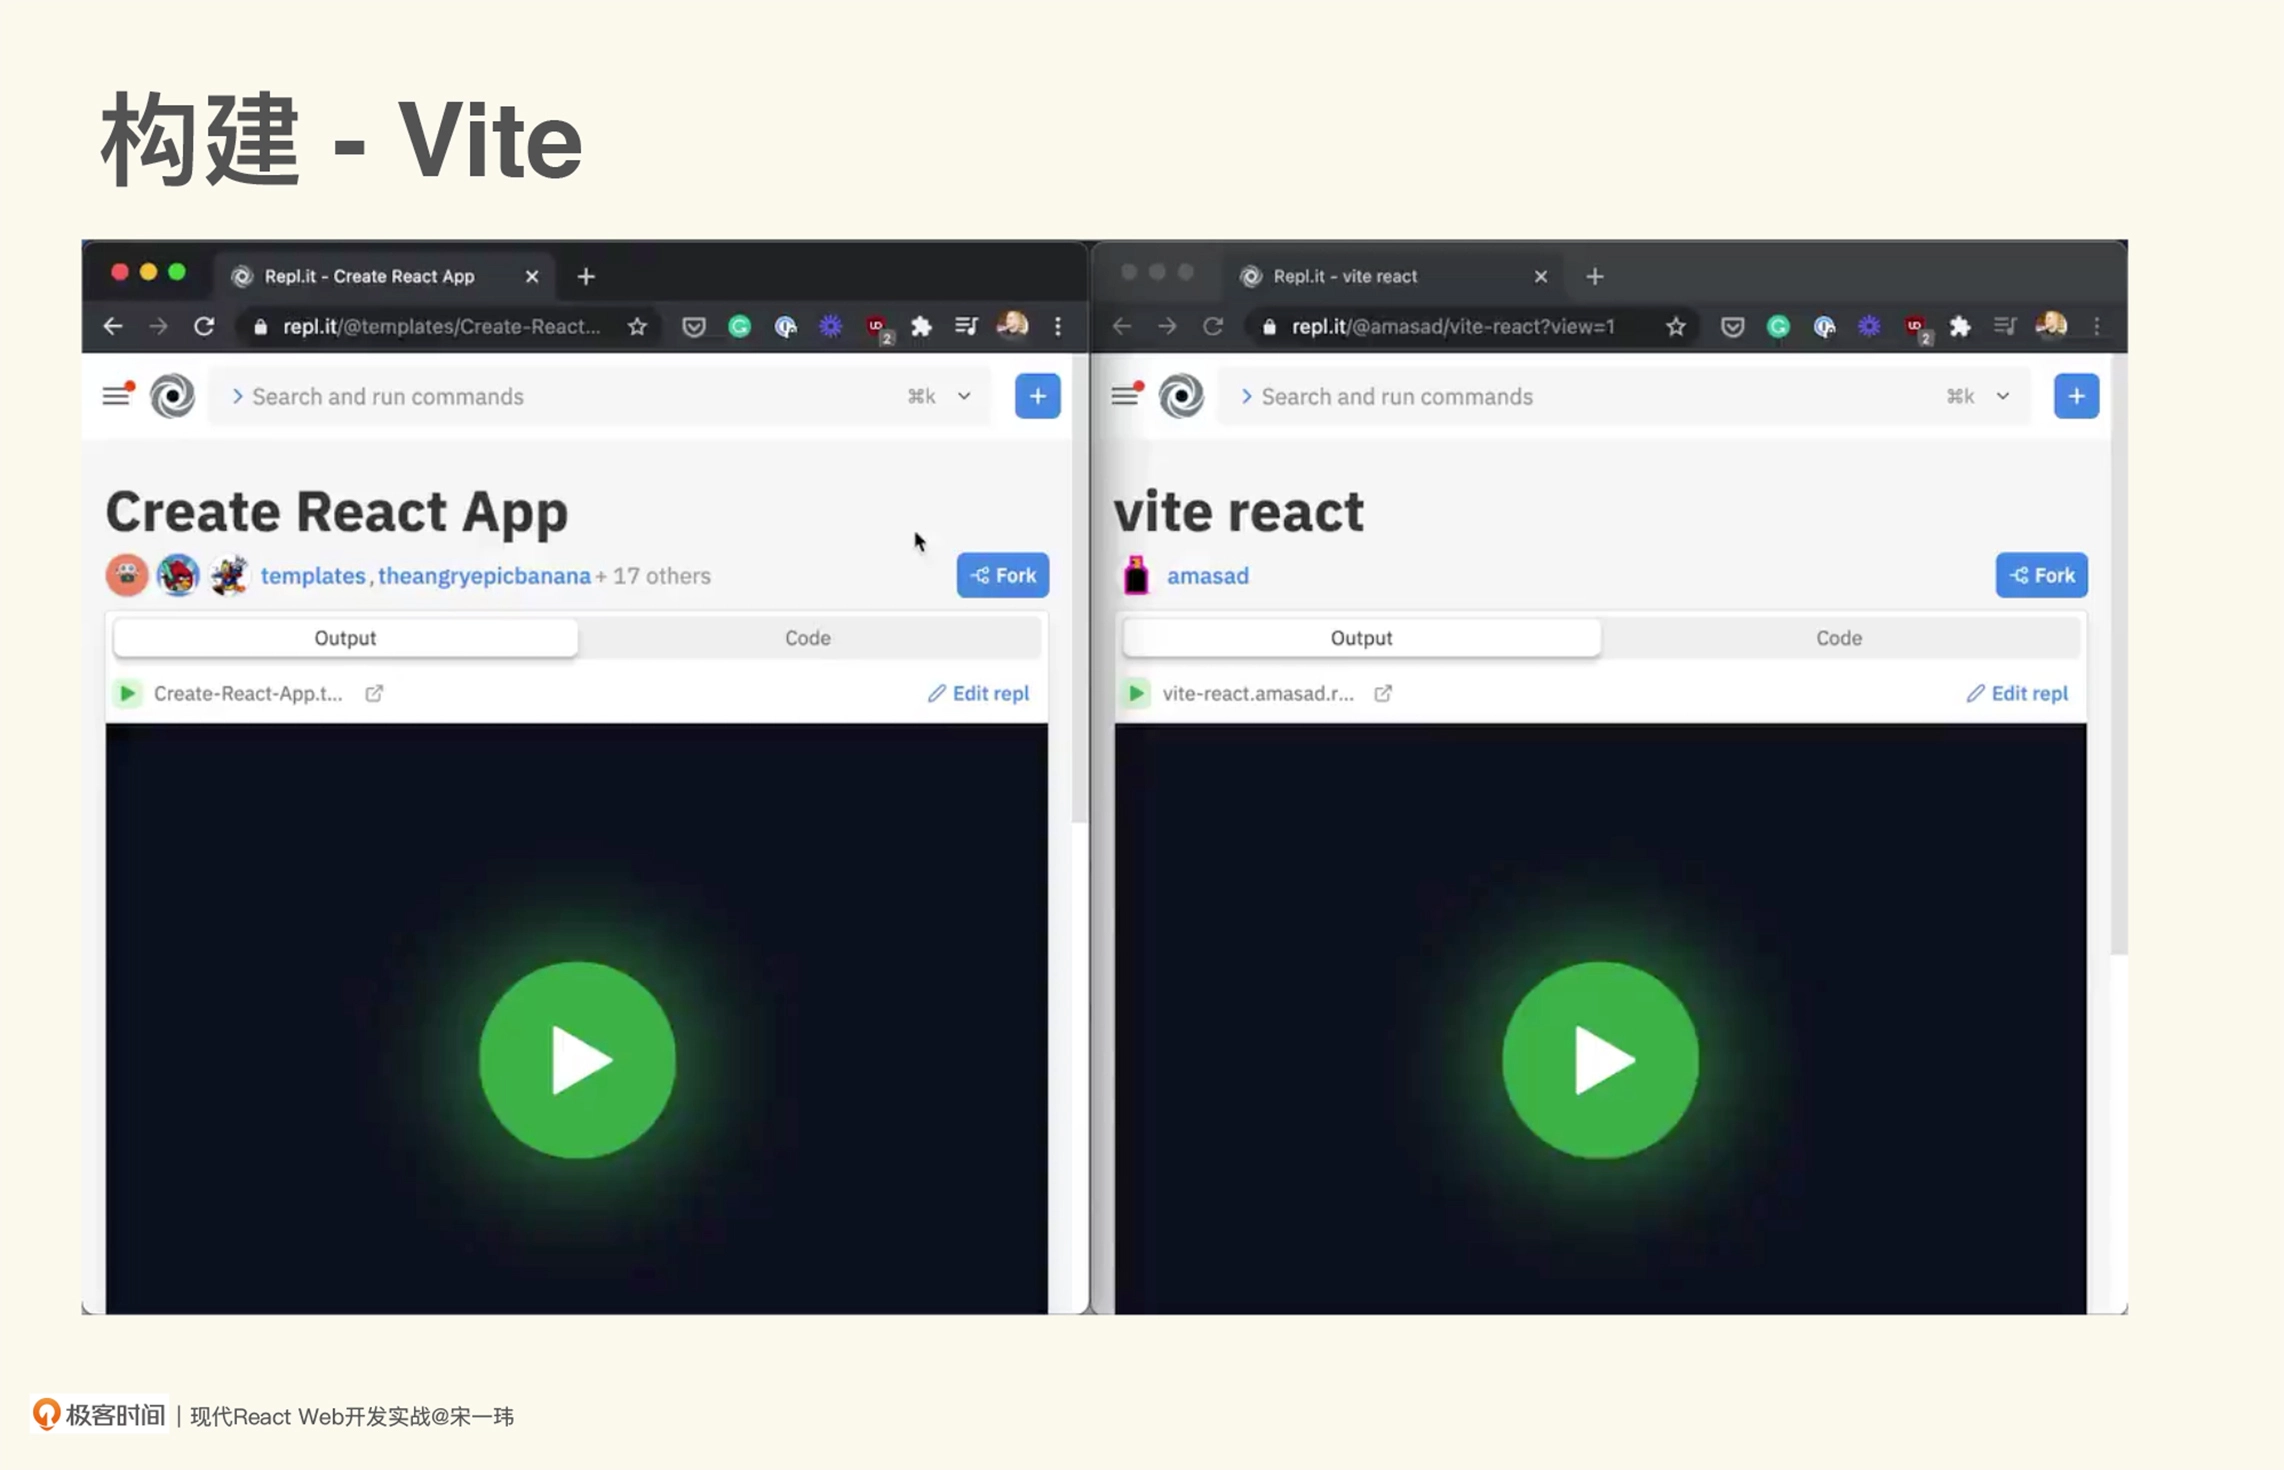 构建 - Vite
Repl.it - Create React App
repl.it/@templates/Create-React...
2
Search and run commands
⌘k
Create React App
templates, theangryepicbanana + 17 others
Fork
Output
Code
Create-React-App.t...
Edit repl
Repl.it - vite react
repl.it/@amasad/vite-react?view=1
2
Search and run commands
⌘k
vite react
amasad
Fork
Output
Code
vite-react.amasad.r...
Edit repl
极客时间 | 现代React Web开发实战@宋一玮